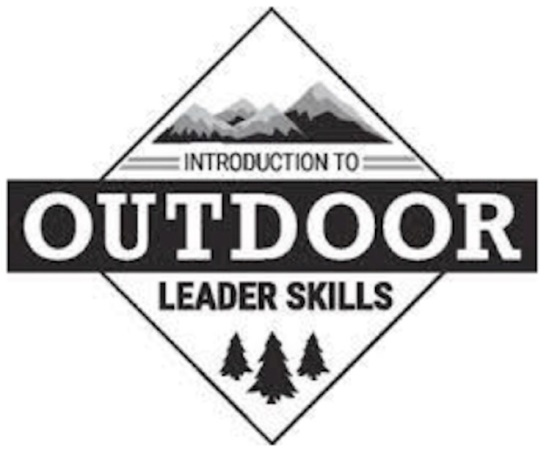 INTRODUCTION TO
OUTDOOR
LEADER SKILLS